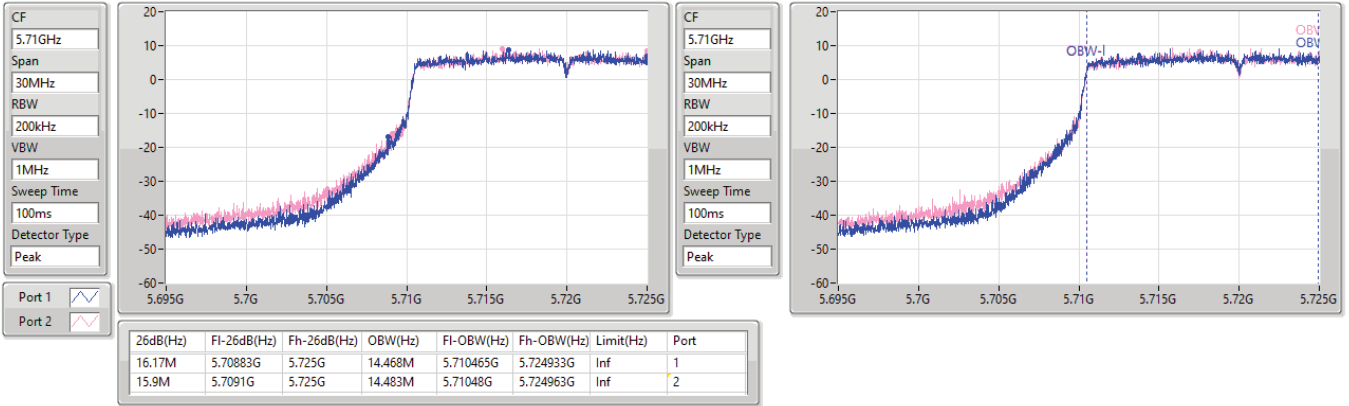 CF
5.71GHz
Span
30MHz
RBW
200kHz
VBW
1MHz
Sweep Time
100ms
Detector Type
Peak
Port 1
Port 2
20
10
0
-10
-20
-30
-40
-50
-60
5.695G 5.7G 5.705G 5.71G 5.715G 5.72G 5.725G
CF
5.71GHz
Span
30MHz
RBW
200kHz
VBW
1MHz
Sweep Time
100ms
Detector Type
Peak
20
10
0
-10
-20
-30
-40
-50
-60
OBW-l
OBW
OBW
5.695G 5.7G 5.705G 5.71G 5.715G 5.72G 5.725G
26dB(Hz) Fl-26dB(Hz) Fh-26dB(Hz) OBW(Hz) Fl-OBW(Hz) Fh-OBW(Hz) Limit(Hz) Port
16.17M 5.70883G 5.725G 14.468M 5.710465G 5.724933G Inf 1
15.9M 5.7091G 5.725G 14.483M 5.71048G 5.724963G Inf 2